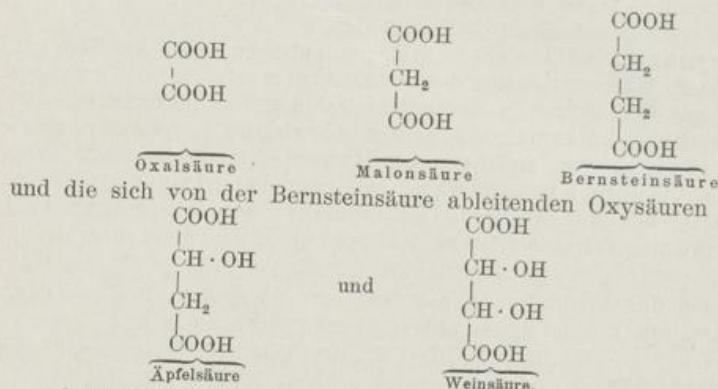 COOH
COOH
Oxalsäure
COOH
CH₂
COOH
Malonsäure
COOH
CH₂
CH₂
COOH
Bernsteinsäure
und die sich von der Bernsteinsäure ableitenden Oxysäuren
COOH
CH · OH
CH₂
COOH
Äpfelsäure
und
COOH
CH · OH
CH · OH
COOH
Weinsäure.